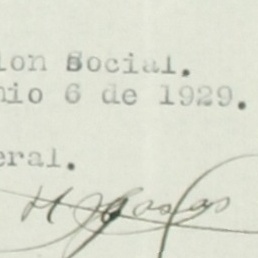 ion Social.
nio 6 de 1929.
eral.